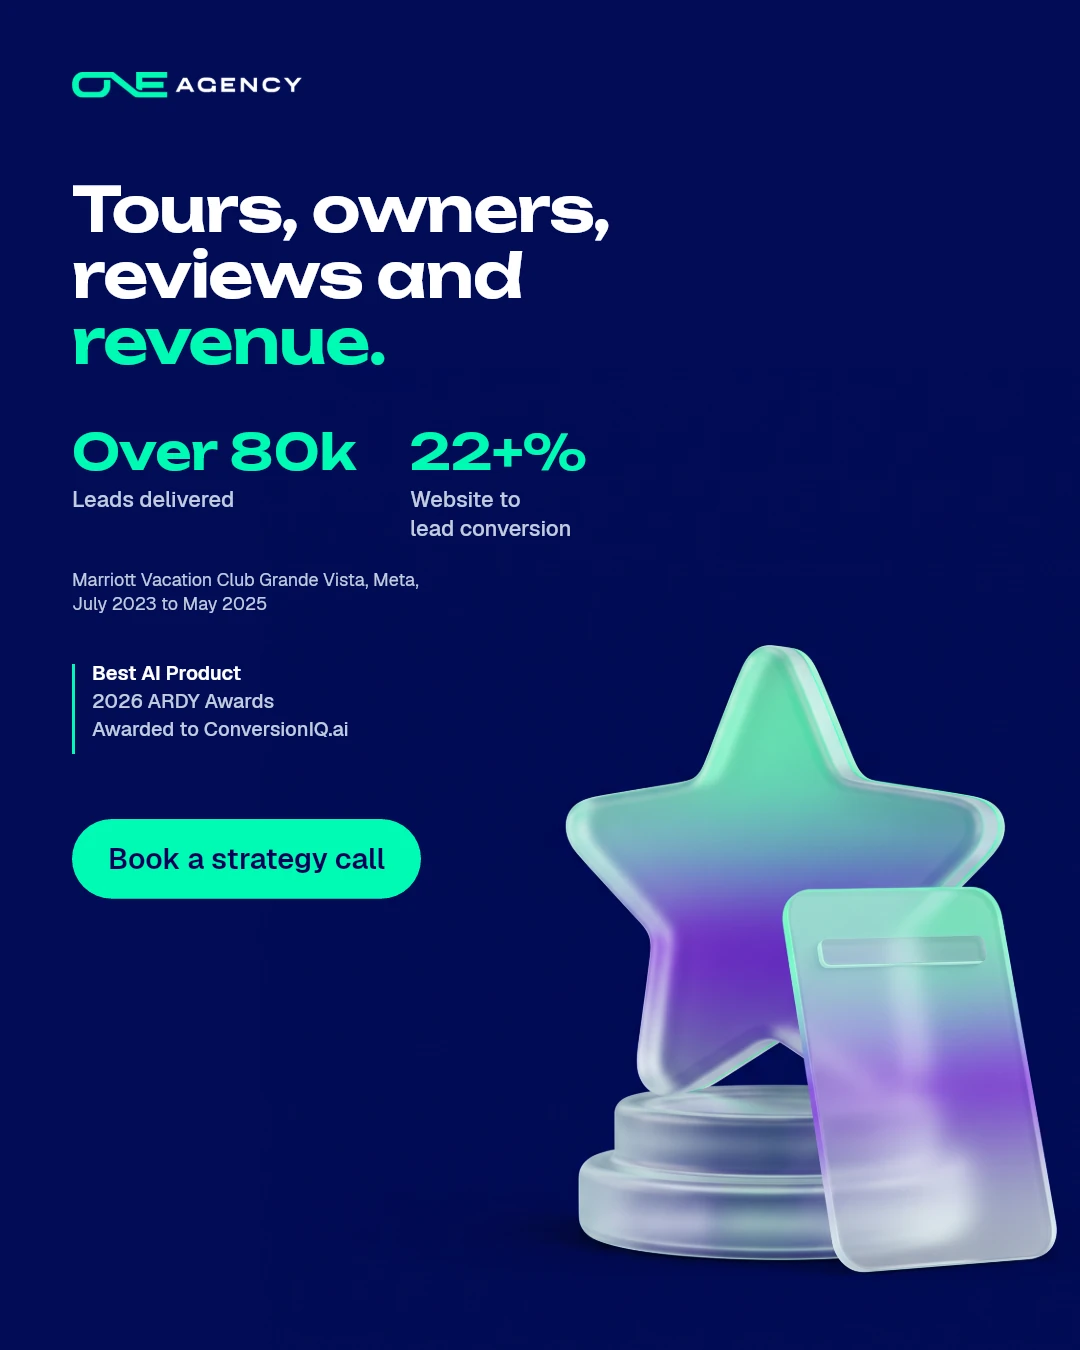 ONE AGENCY
Tours, owners,
reviews and
revenue.
Over 80k
Leads delivered
22+%
Website to
lead conversion
Marriott Vacation Club Grande Vista, Meta,
July 2023 to May 2025
Best AI Product
2026 ARDY Awards
Awarded to ConversionIQ.ai
Book a strategy call